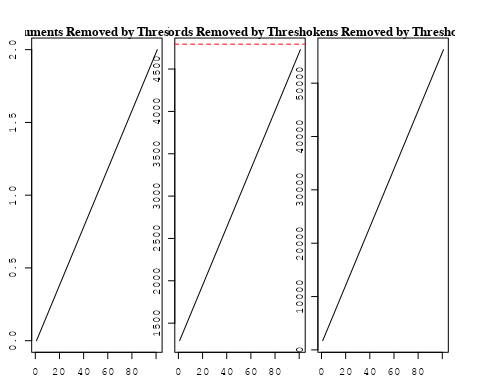 uments Removed by Thres
ords Removed by Threshol
kens Removed by Thresho
0.0 0.5 1.0 1.5 2.0
0 20 40 60 80
1500 2000 2500 3000 3500 4000 4500
0 20 40 60 80
0 10000 20000 30000 40000 50000
0 20 40 60 80